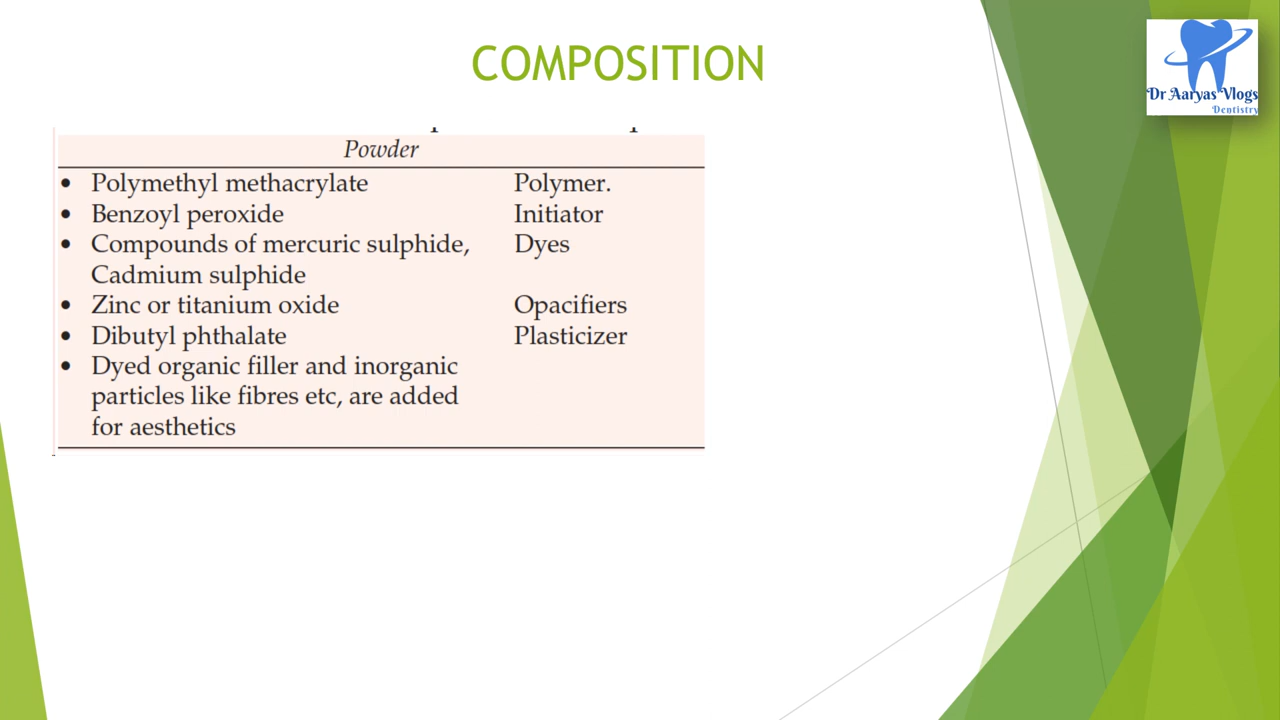 COMPOSITION
Dr Aaryas Vlogs
Dentistry
Powder
• Polymethyl methacrylate Polymer.
• Benzoyl peroxide Initiator
• Compounds of mercuric sulphide, Dyes
Cadmium sulphide
• Zinc or titanium oxide Opacifiers
• Dibutyl phthalate Plasticizer
• Dyed organic filler and inorganic
particles like fibres etc, are added
for aesthetics